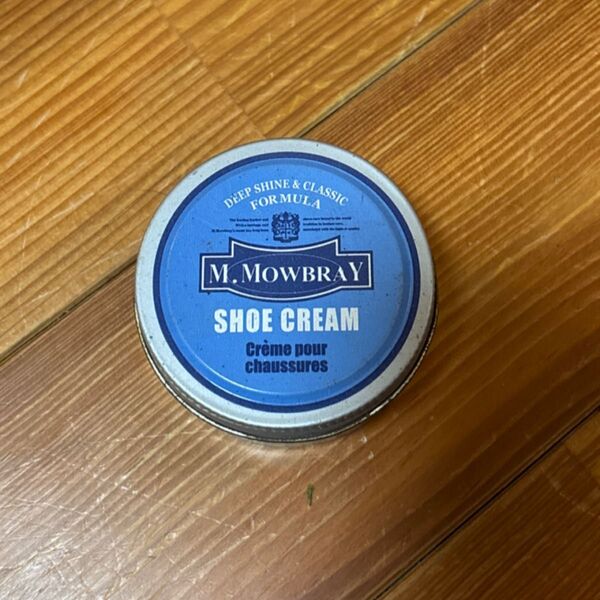 DEEP SHINE & CLASSIC
FORMULA
M. MOWBRAY
SHOE CREAM
Crème pour
chaussures